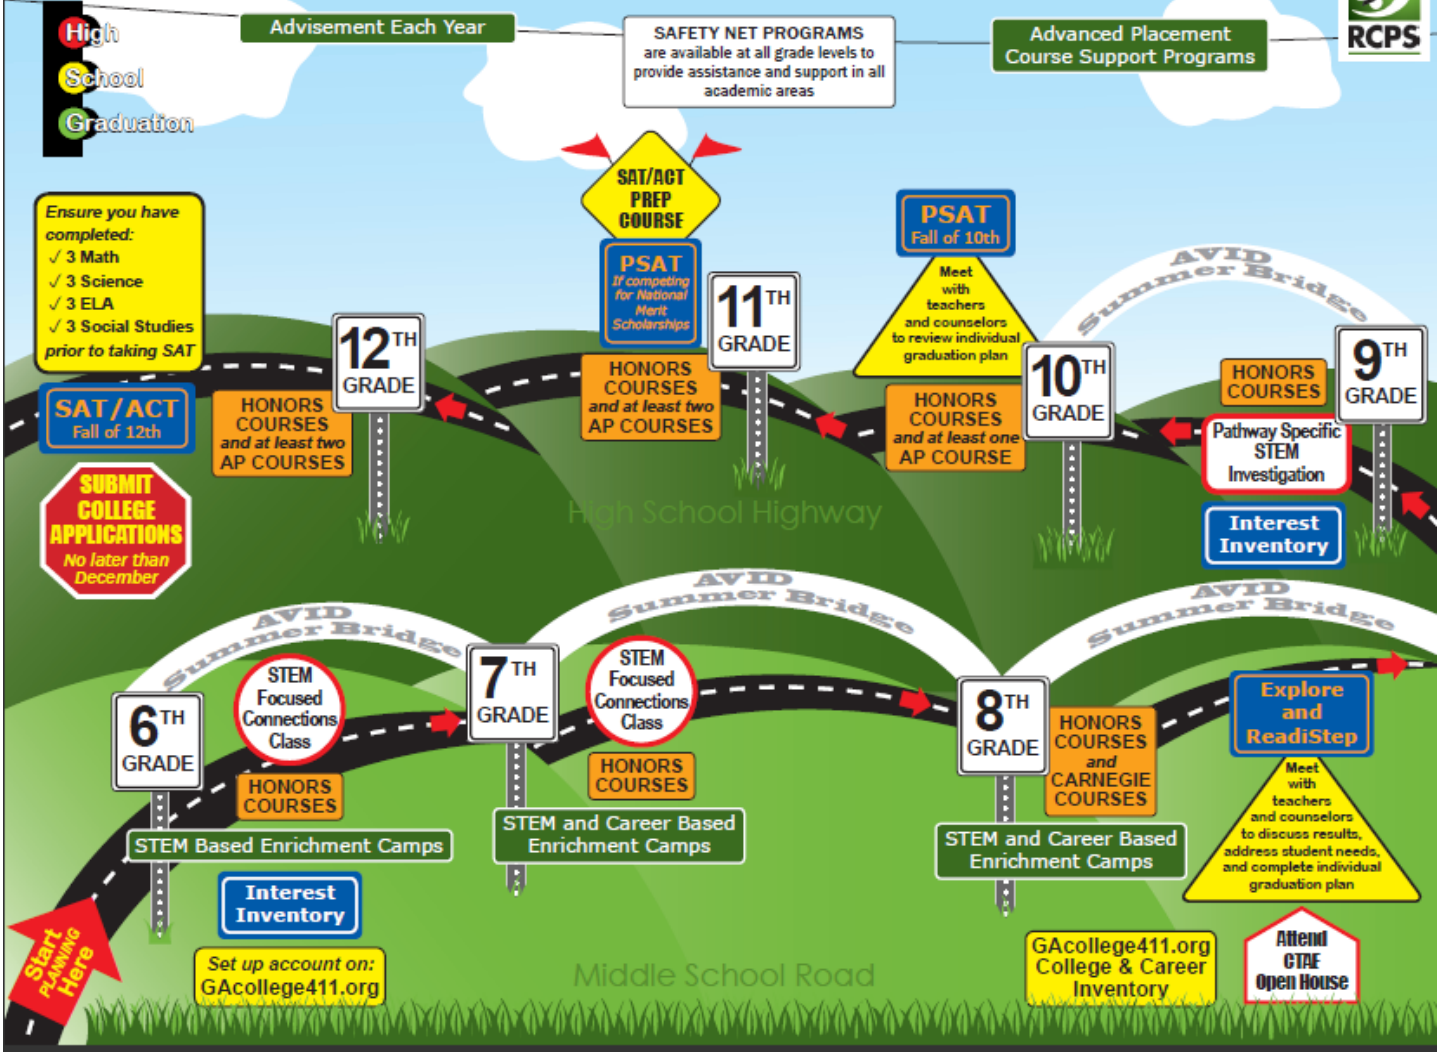 High
School
Graduation
Advisement Each Year
SAFETY NET PROGRAMS
are available at all grade levels to
provide assistance and support in all
academic areas
Advanced Placement
Course Support Programs
RCPS
Ensure you have
completed:
✓ 3 Math
✓ 3 Science
✓ 3 ELA
✓ 3 Social Studies
prior to taking SAT
SAT/ACT
Fall of 12th
SUBMIT
COLLEGE
APPLICATIONS
No later than
December
12TH
GRADE
HONORS
COURSES
and at least two
AP COURSES
SAT/ACT
PREP
COURSE
PSAT
If competing
for National
Merit
Scholarships
11TH
GRADE
HONORS
COURSES
and at least two
AP COURSES
PSAT
Fall of 10th
Meet
with
teachers
and counselors
to review individual
graduation plan
HONORS
COURSES
and at least one
AP COURSE
10TH
GRADE
AVID
Summer Bridge
HONORS
COURSES
9TH
GRADE
Pathway Specific
STEM
Investigation
Interest
Inventory
High School Highway
AVID
Summer Bridge
AVID
Summer Bridge
AVID
Summer Bridge
6TH
GRADE
STEM
Focused
Connections
Class
HONORS
COURSES
STEM Based Enrichment Camps
Interest
Inventory
Set up account on:
GAcollege411.org
Start
PLANNING
Here
7TH
GRADE
STEM
Focused
Connections
Class
HONORS
COURSES
STEM and Career Based
Enrichment Camps
8TH
GRADE
HONORS
COURSES
and
CARNEGIE
COURSES
STEM and Career Based
Enrichment Camps
Explore
and
ReadiStep
Meet
with
teachers
and counselors
to discuss results,
address student needs,
and complete individual
graduation plan
GAcollege411.org
College & Career
Inventory
Attend
CTAE
Open House
Middle School Road